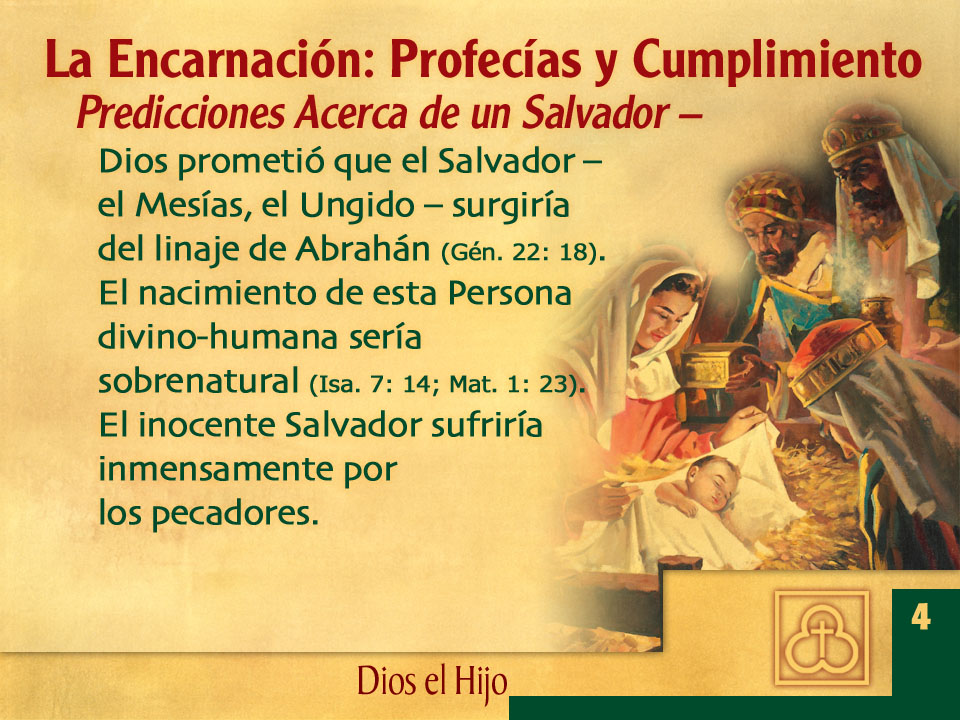 La Encarnación: Profecías y Cumplimiento
Predicciones Acerca de un Salvador –
Dios prometió que el Salvador –
el Mesías, el Ungido – surgiría
del linaje de Abrahán (Gén. 22: 18).
El nacimiento de esta Persona
divino-humana sería
sobrenatural (Isa. 7: 14; Mat. 1: 23).
El inocente Salvador sufriría
inmensamente por
los pecadores.
4
Dios el Hijo